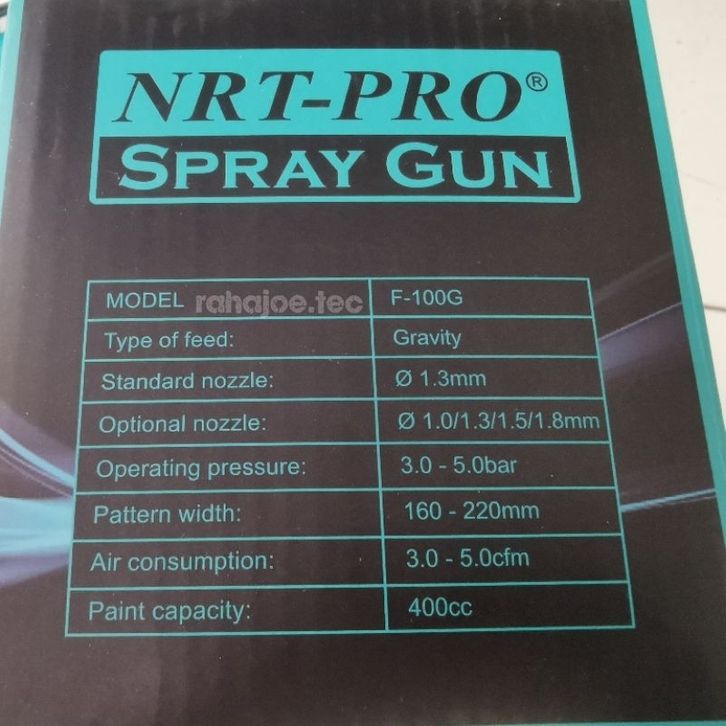 NRT-PRO®
SPRAY GUN
MODEL rahajoe.tec F-100G
Type of feed: Gravity
Standard nozzle: Ø 1.3mm
Optional nozzle: Ø 1.0/1.3/1.5/1.8mm
Operating pressure: 3.0 - 5.0bar
Pattern width: 160 - 220mm
Air consumption: 3.0 - 5.0cfm
Paint capacity: 400cc